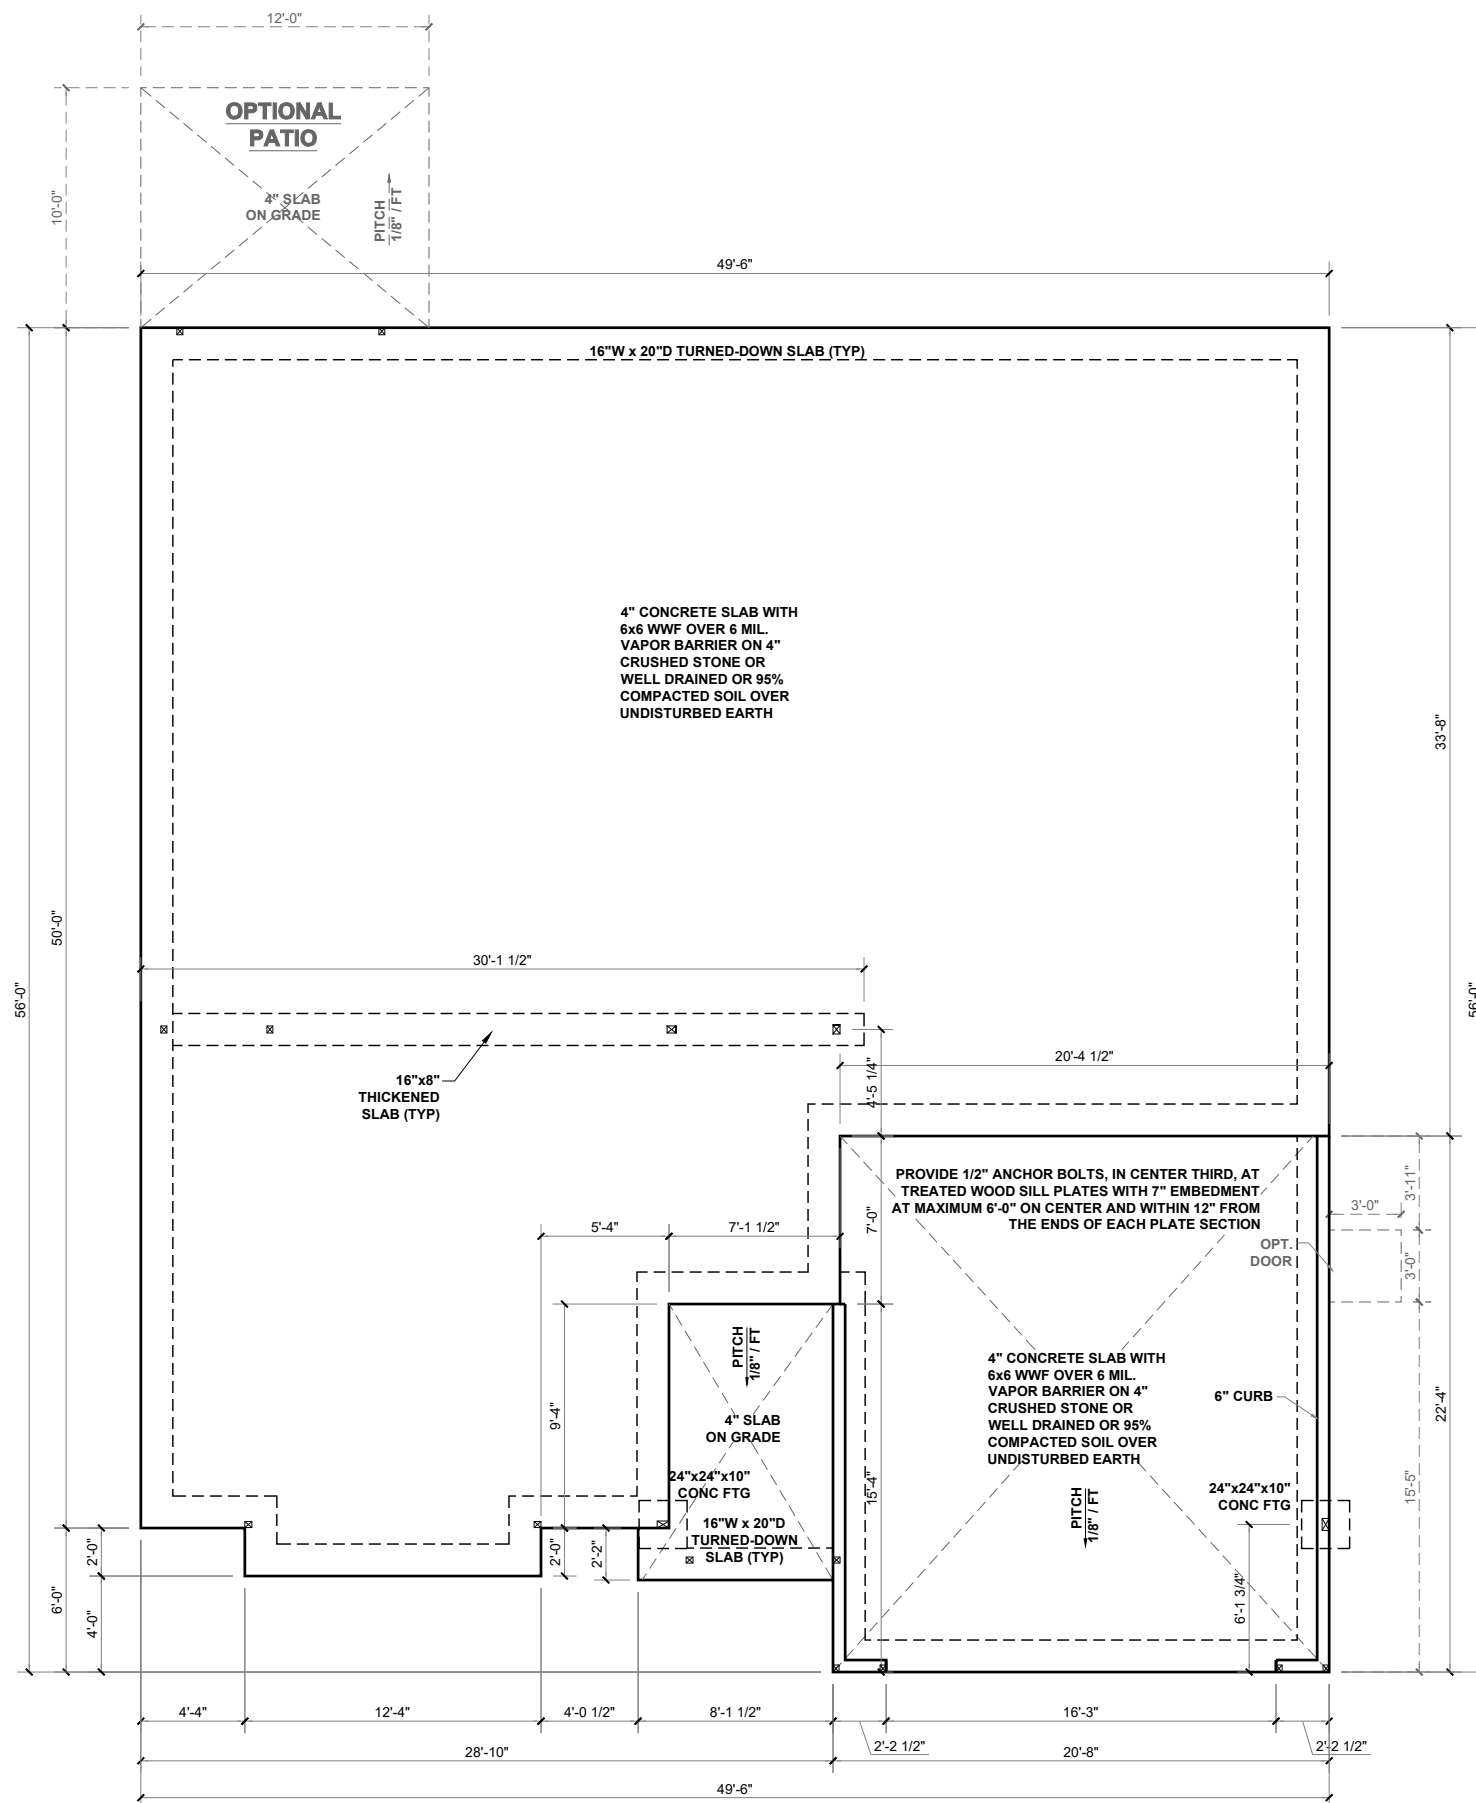 12'-0"
OPTIONAL
PATIO
10'-0"
4" SLAB
ON GRADE
PITCH
1/8" / FT
49'-6"
16"W x 20"D TURNED-DOWN SLAB (TYP)
4" CONCRETE SLAB WITH
6x6 WWF OVER 6 MIL.
VAPOR BARRIER ON 4"
CRUSHED STONE OR
WELL DRAINED OR 95%
COMPACTED SOIL OVER
UNDISTURBED EARTH
33'-8"
50'-0"
56'-0"
56'-0"
30'-1 1/2"
16"x8"
THICKENED
SLAB (TYP)
4'-5 1/4"
20'-4 1/2"
PROVIDE 1/2" ANCHOR BOLTS, IN CENTER THIRD, AT
TREATED WOOD SILL PLATES WITH 7" EMBEDMENT
AT MAXIMUM 6'-0" ON CENTER AND WITHIN 12" FROM
THE ENDS OF EACH PLATE SECTION
3'-11"
3'-0"
7'-0"
5'-4"
7'-1 1/2"
OPT.
DOOR
3'-0"
PITCH
1/8" / FT
9'-4"
4" SLAB
ON GRADE
4" CONCRETE SLAB WITH
6x6 WWF OVER 6 MIL.
VAPOR BARRIER ON 4"
CRUSHED STONE OR
WELL DRAINED OR 95%
COMPACTED SOIL OVER
UNDISTURBED EARTH
6" CURB
22'-4"
24"x24"x10"
CONC FTG
15'-4"
PITCH
1/8" / FT
24"x24"x10"
CONC FTG
15'-5"
16"W x 20"D
TURNED-DOWN
SLAB (TYP)
2'-0"
2'-0"
2'-2"
6'-0"
4'-0"
6'-1 3/4"
4'-4"
12'-4"
4'-0 1/2"
8'-1 1/2"
16'-3"
2'-2 1/2"
2'-2 1/2"
28'-10"
20'-8"
49'-6"